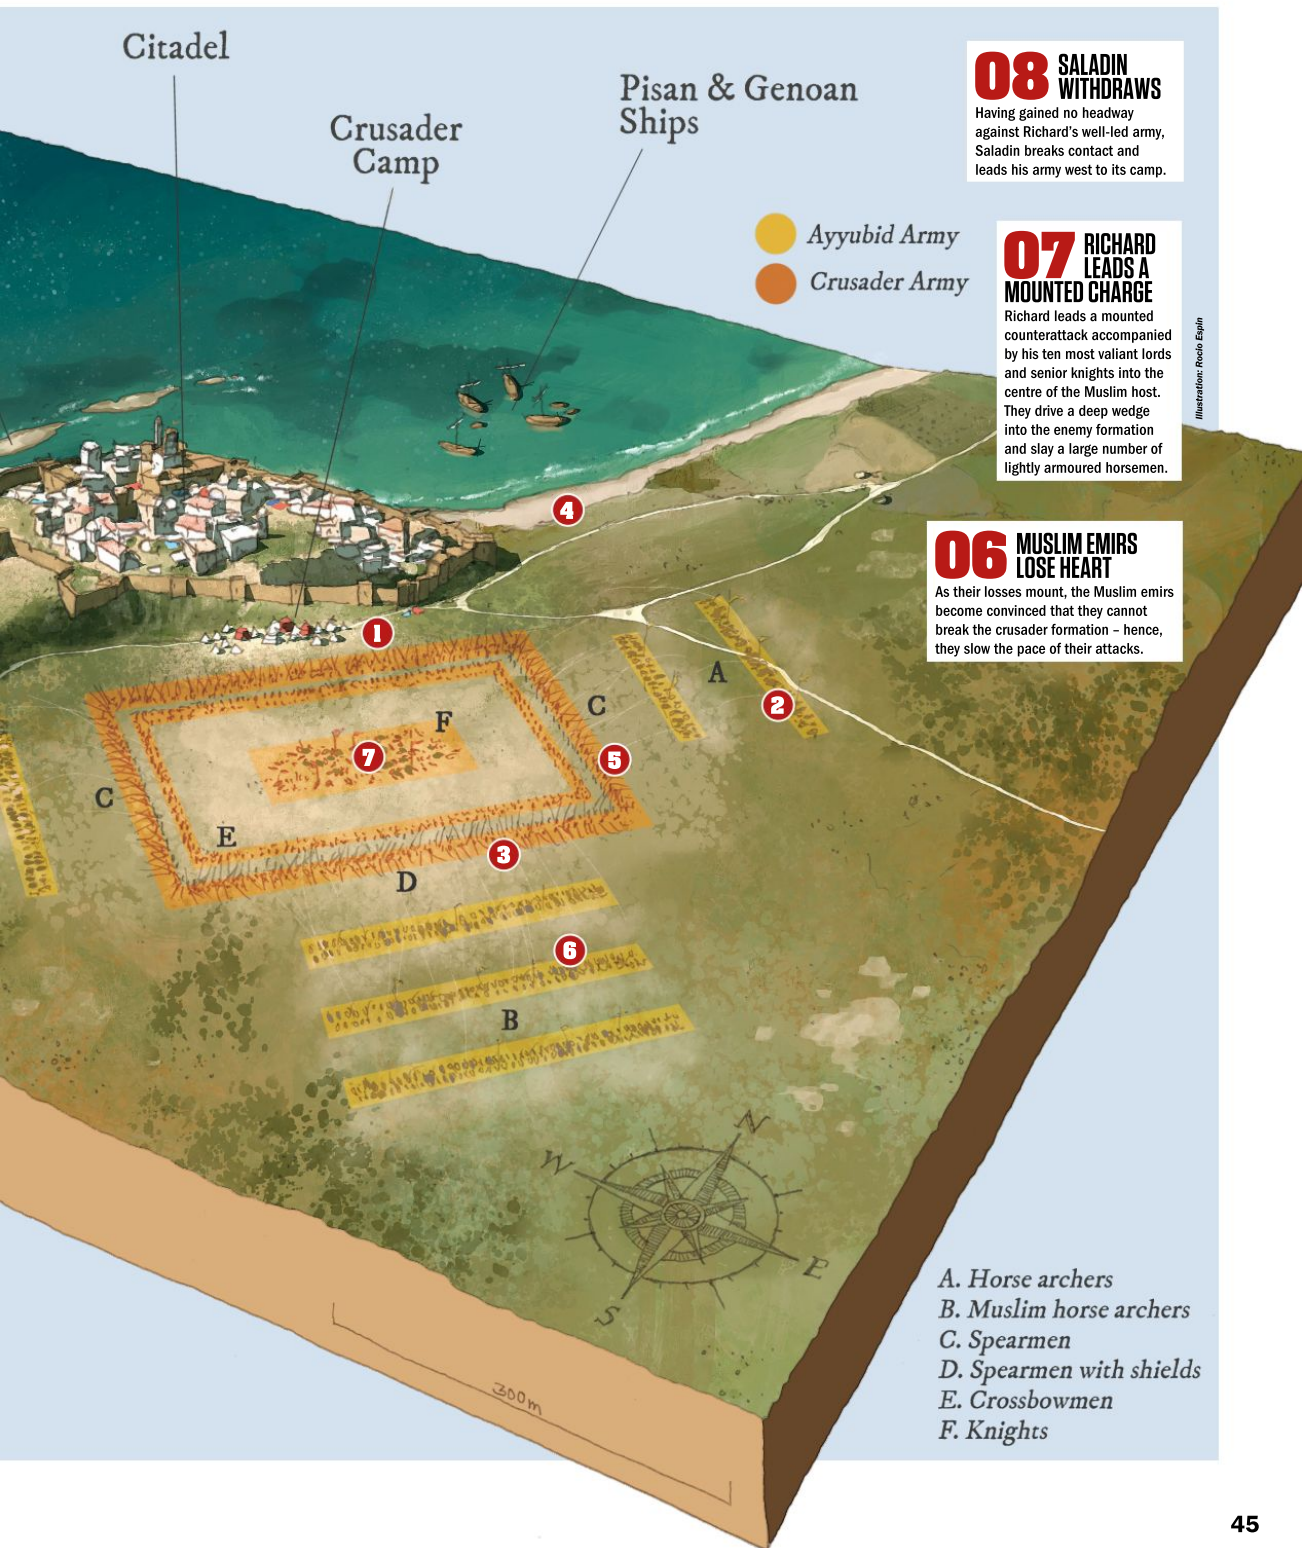 Citadel
Crusader
Camp
Pisan & Genoan
Ships
Ayyubid Army
Crusader Army
08 SALADIN
WITHDRAWS
Having gained no headway
against Richard's well-led army,
Saladin breaks contact and
leads his army west to its camp.
07 RICHARD
LEADS A
MOUNTED CHARGE
Richard leads a mounted
counterattack accompanied
by his ten most valiant lords
and senior knights into the
centre of the Muslim host.
They drive a deep wedge
into the enemy formation
and slay a large number of
lightly armoured horsemen.
Illustration: Rocio Espin
06 MUSLIM EMIRS
LOSE HEART
As their losses mount, the Muslim emirs
become convinced that they cannot
break the crusader formation – hence,
they slow the pace of their attacks.
4
1
A
2
C
F
7
5
C
E
3
D
6
B
N
W
E
S
300m
A. Horse archers
B. Muslim horse archers
C. Spearmen
D. Spearmen with shields
E. Crossbowmen
F. Knights
45